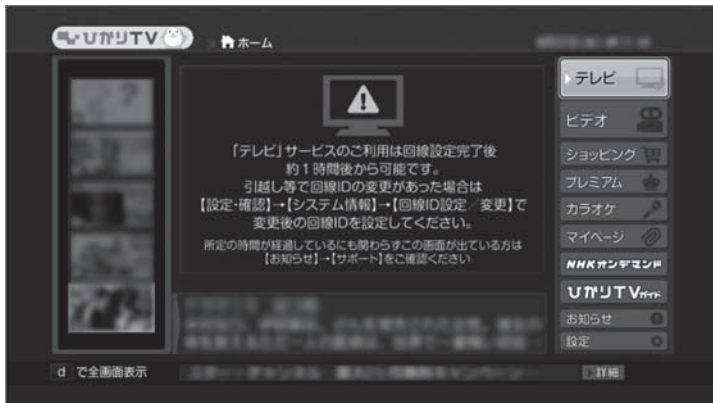 ひかりTV
ホーム
「テレビ」サービスのご利用は回線設定完了後
約1時間後から可能です。
引越し等で回線IDの変更があった場合は
【設定・確認】→【システム情報】→【回線ID設定／変更】で
変更後の回線IDを設定してください。
所定の時間が経過しているにも関わらずこの画面が出ている方は
【お知らせ】→【サポート】をご確認ください
テレビ
ビデオ
ショッピング
プレミアム
カラオケ
マイページ
NHKオンデマンド
ひかりTVガイド
お知らせ
設定
d で全画面表示
詳細